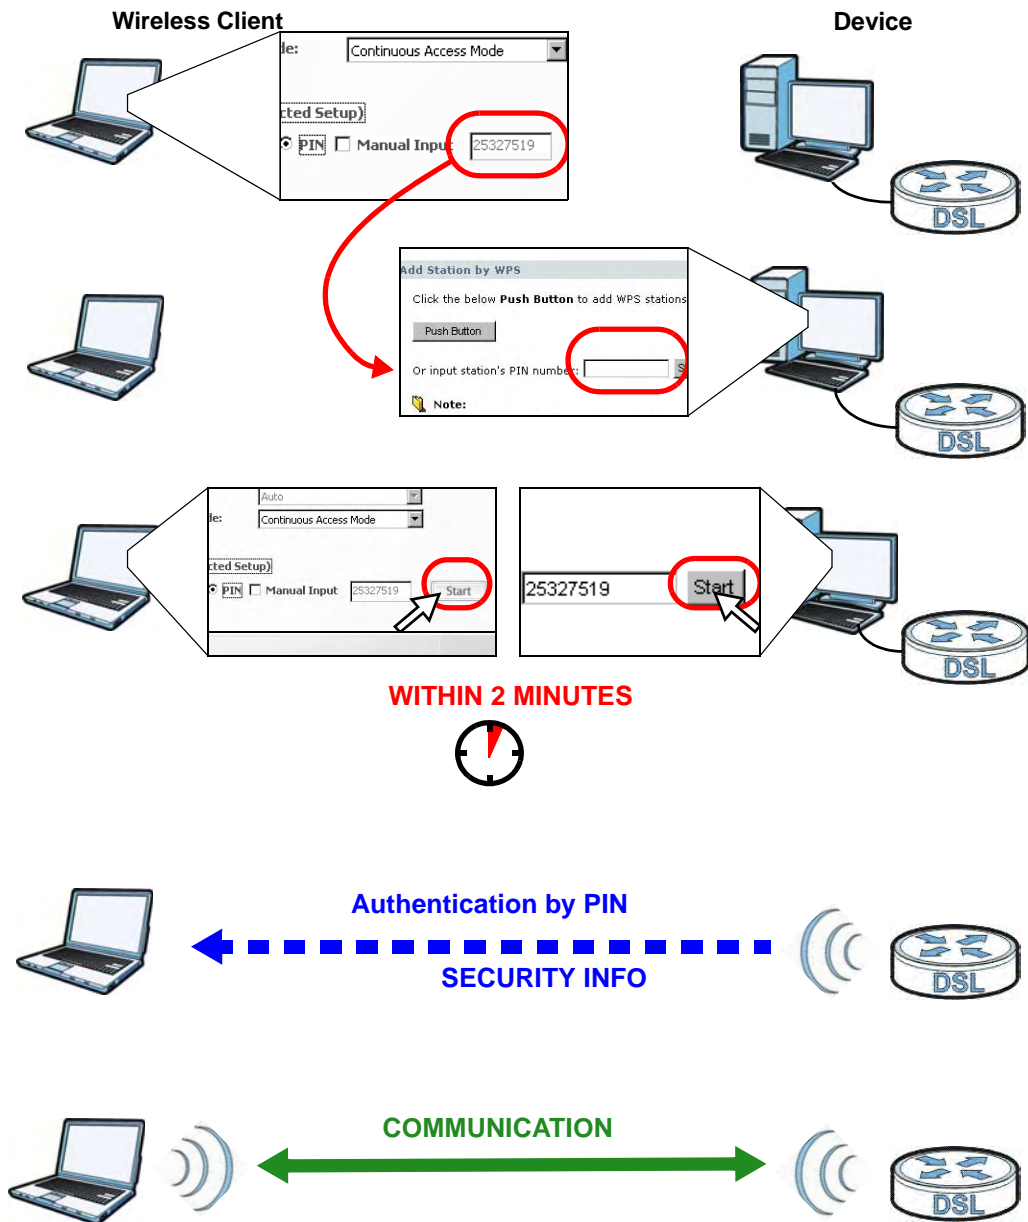 Wireless Client
Device
de:
Continuous Access Mode
cted Setup)
PIN
Manual Input
25327519
DSL
Add Station by WPS
Click the below Push Button to add WPS stations
Push Button
Or input station's PIN number:
S
Note:
DSL
Auto
de:
Continuous Access Mode
cted Setup)
PIN
Manual Input
25327519
Start
25327519
Start
DSL
WITHIN 2 MINUTES
Authentication by PIN
SECURITY INFO
DSL
COMMUNICATION
DSL